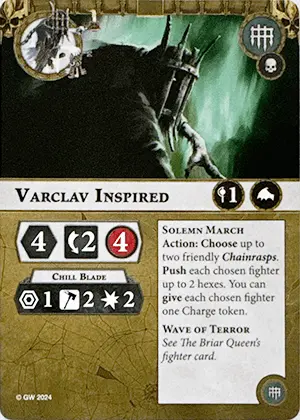 VARCLAV INSPIRED
1
4 2 4
CHILL BLADE
1 2 2
SOLEMN MARCH
Action: Choose up to
two friendly Chainrasps.
Push each chosen fighter
up to 2 hexes. You can
give each chosen fighter
one Charge token.
WAVE OF TERROR
See The Briar Queen's
fighter card.
© GW 2024